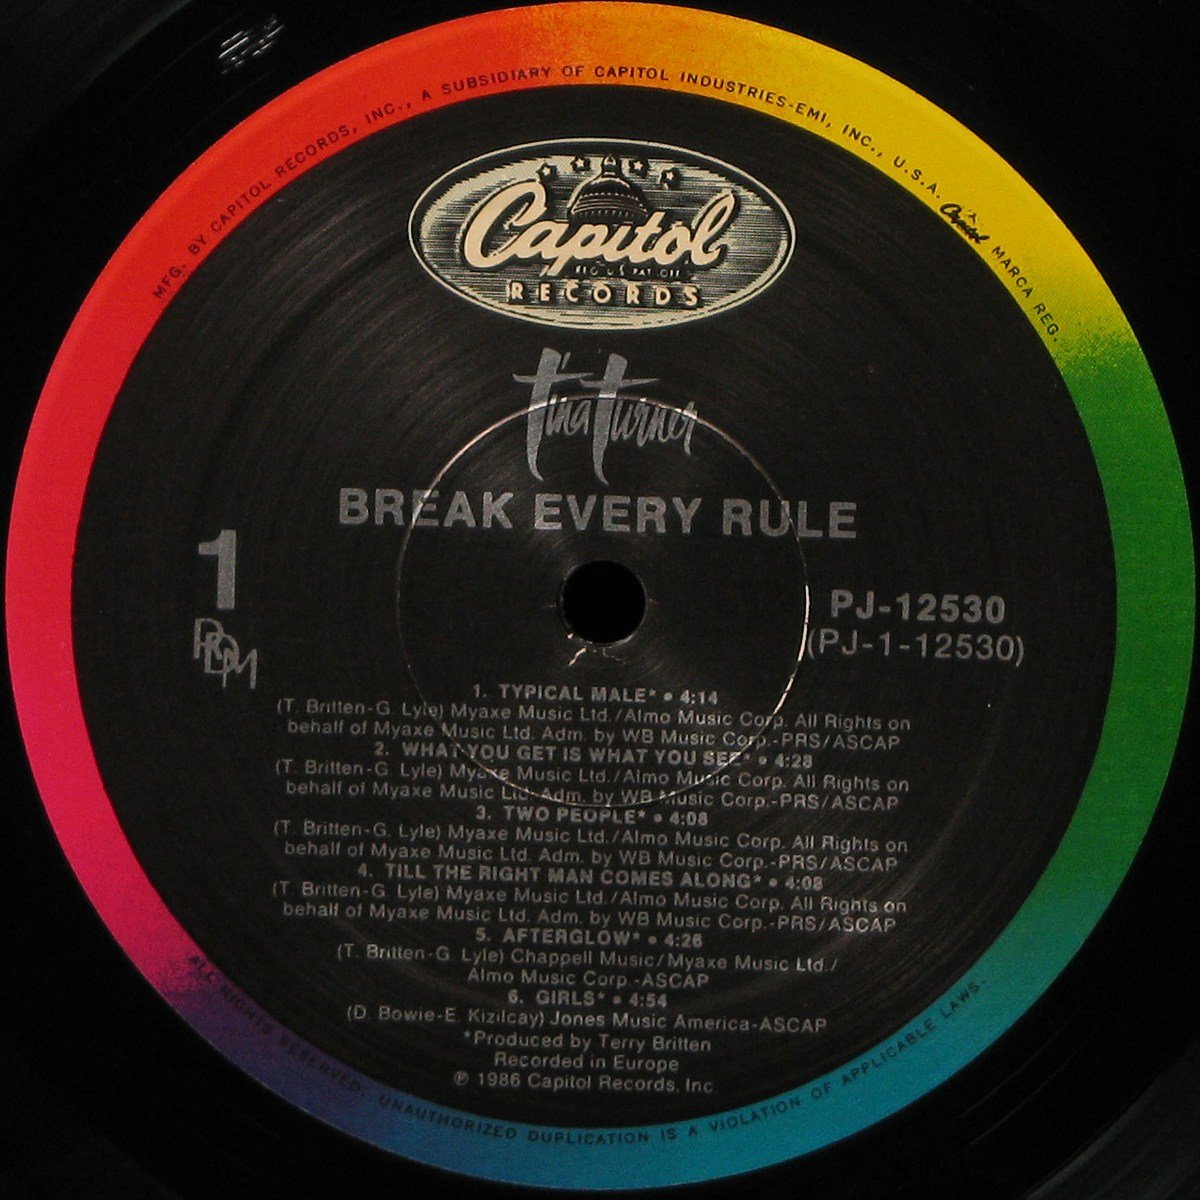 MFG. BY CAPITOL RECORDS, INC., A SUBSIDIARY OF CAPITOL INDUSTRIES-EMI, INC., U.S.A. Capitol MARCA REG.
Capitol
REG. U.S. PAT. OFF.
RECORDS
Tina Turner
BREAK EVERY RULE
1
PJ-12530
(PJ-1-12530)
1. TYPICAL MALE* • 4:14
(T. Britten-G. Lyle) Myaxe Music Ltd./Almo Music Corp. All Rights on
behalf of Myaxe Music Ltd. Adm. by WB Music Corp.-PRS/ASCAP
2. WHAT YOU GET IS WHAT YOU SEE* • 4:28
(T. Britten-G. Lyle) Myaxe Music Ltd./Almo Music Corp. All Rights on
behalf of Myaxe Music Ltd. Adm. by WB Music Corp.-PRS/ASCAP
3. TWO PEOPLE* • 4:08
(T. Britten-G. Lyle) Myaxe Music Ltd./Almo Music Corp. All Rights on
behalf of Myaxe Music Ltd. Adm. by WB Music Corp.-PRS/ASCAP
4. TILL THE RIGHT MAN COMES ALONG* • 4:08
(T. Britten-G. Lyle) Myaxe Music Ltd./Almo Music Corp. All Rights on
behalf of Myaxe Music Ltd. Adm. by WB Music Corp.-PRS/ASCAP
5. AFTERGLOW* • 4:28
(T. Britten-G. Lyle) Chappell Music/Myaxe Music Ltd./
Almo Music Corp.-ASCAP
6. GIRLS* • 4:54
(D. Bowie-E. Kizilcay) Jones Music America-ASCAP
*Produced by Terry Britten
Recorded in Europe
℗ 1986 Capitol Records, Inc
ALL RIGHTS RESERVED. UNAUTHORIZED DUPLICATION IS A VIOLATION OF APPLICABLE LAWS.